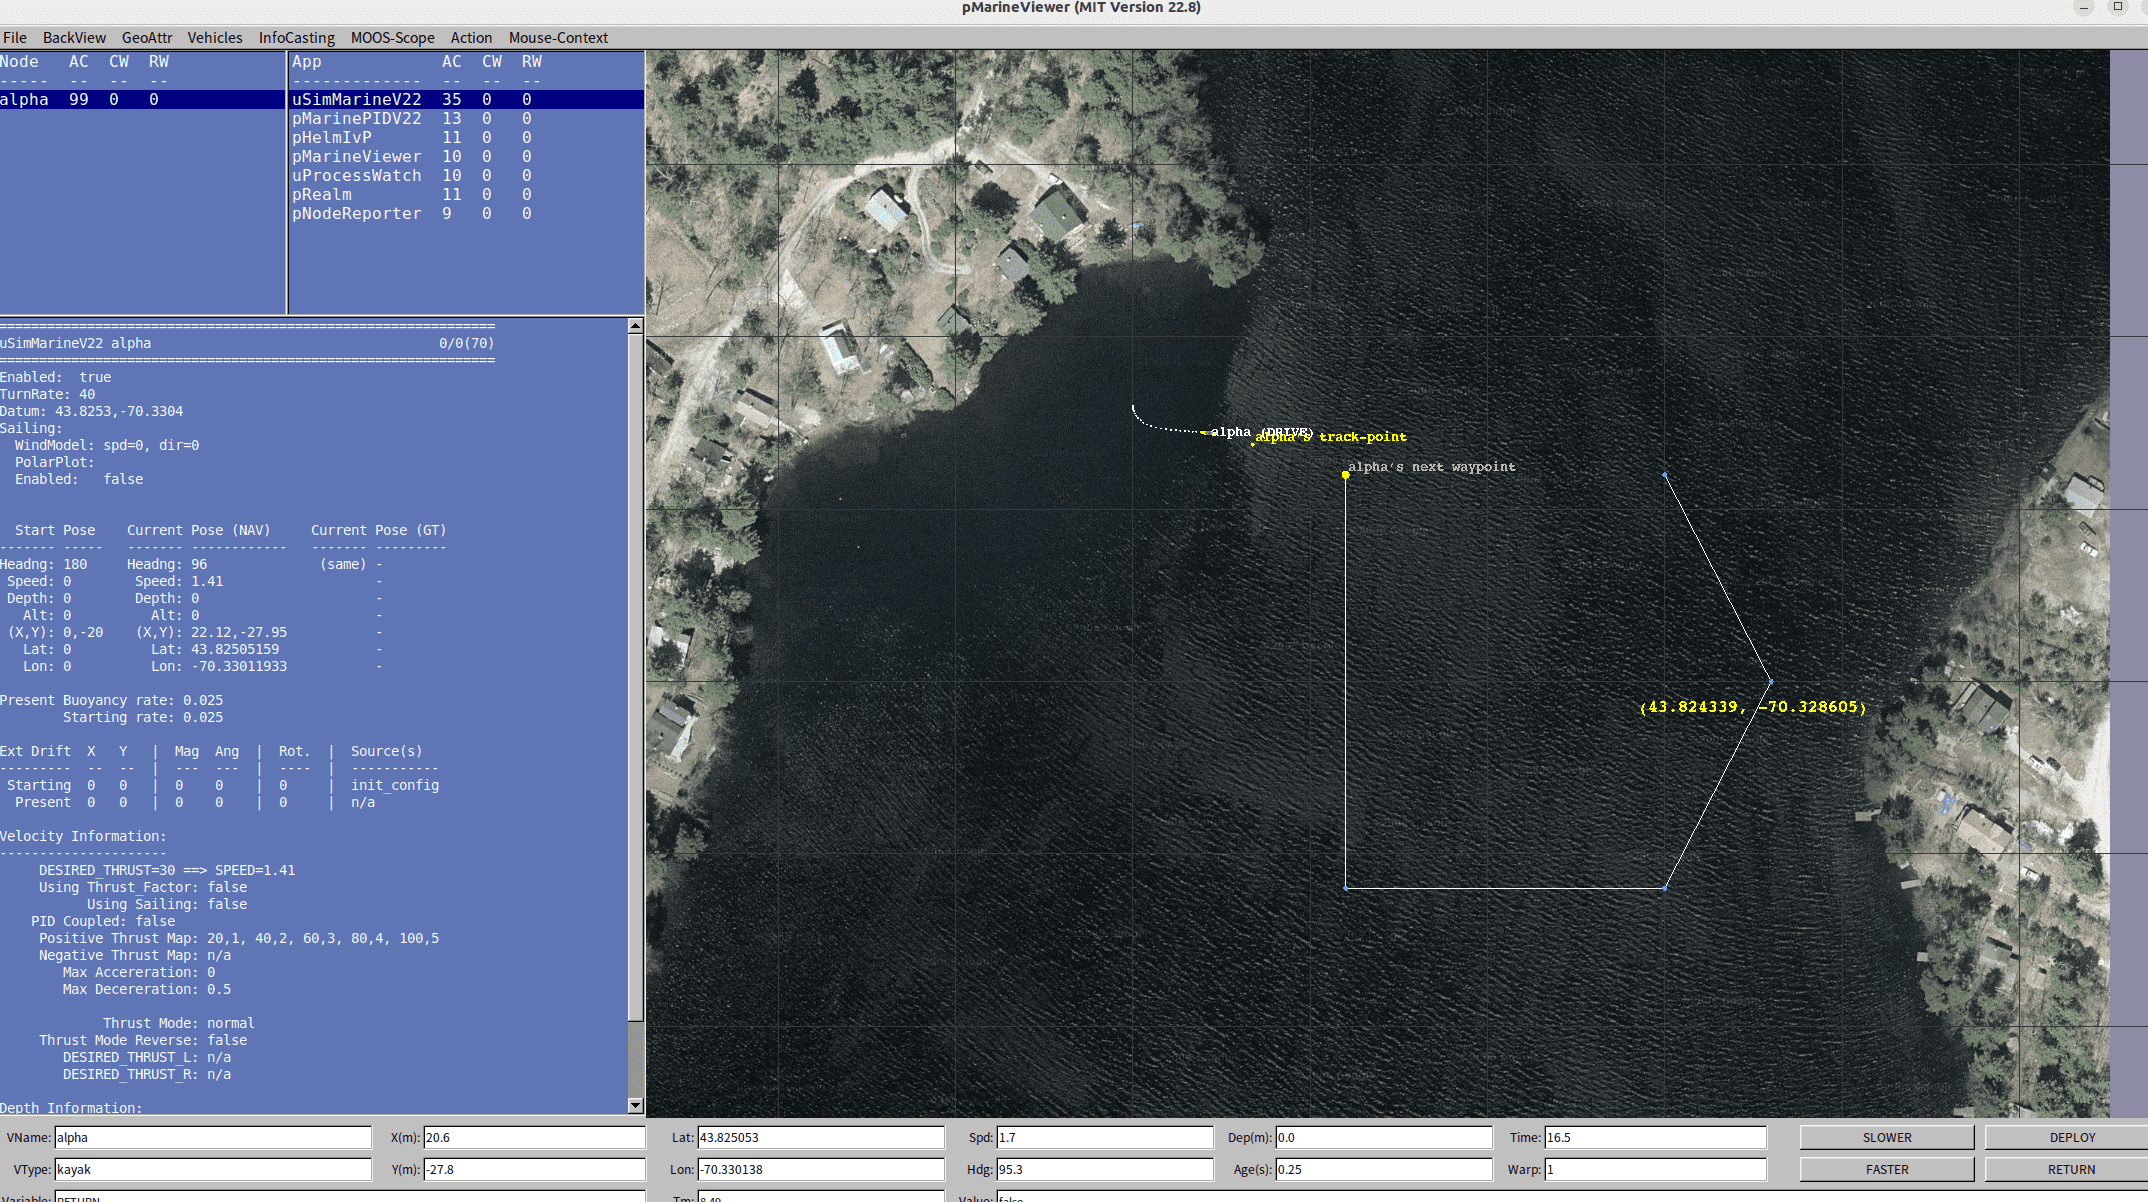 pMarineViewer (MIT Version 22.8)
File BackView GeoAttr Vehicles InfoCasting MOOS-Scope Action Mouse-Context
Node AC CW RW
----- -- -- --
alpha 99 0 0
App AC CW RW
------------- -- -- --
uSimMarineV22 35 0 0
pMarinePIDV22 13 0 0
pHelmIvP 11 0 0
pMarineViewer 10 0 0
uProcessWatch 10 0 0
pRealm 11 0 0
pNodeReporter 9 0 0
==============================================================
uSimMarineV22 alpha 0/0(70)
==============================================================
Enabled: true
TurnRate: 40
Datum: 43.8253,-70.3304
Sailing:
WindModel: spd=0, dir=0
PolarPlot:
Enabled: false
Start Pose Current Pose (NAV) Current Pose (GT)
------- ----- ------- ------------ ------- ---------
Headng: 180 Headng: 96 (same) -
Speed: 0 Speed: 1.41 -
Depth: 0 Depth: 0 -
Alt: 0 Alt: 0 -
(X,Y): 0,-20 (X,Y): 22.12,-27.95 -
Lat: 0 Lat: 43.82505159 -
Lon: 0 Lon: -70.33011933 -
Present Buoyancy rate: 0.025
Starting rate: 0.025
Ext Drift X Y | Mag Ang | Rot. | Source(s)
--------- -- -- | --- --- | ---- | -----------
Starting 0 0 | 0 0 | 0 | init_config
Present 0 0 | 0 0 | 0 | n/a
Velocity Information:
---------------------
DESIRED_THRUST=30 ==> SPEED=1.41
Using Thrust_Factor: false
Using Sailing: false
PID Coupled: false
Positive Thrust Map: 20,1, 40,2, 60,3, 80,4, 100,5
Negative Thrust Map: n/a
Max Accereration: 0
Max Decereration: 0.5
Thrust Mode: normal
Thrust Mode Reverse: false
DESIRED_THRUST_L: n/a
DESIRED_THRUST_R: n/a
Depth Information:
alpha (DRIVE)
alpha's track-point
alpha's next waypoint
(43.824339, -70.328605)
VName: alpha X(m): 20.6 Lat: 43.825053 Spd: 1.7 Dep(m): 0.0 Time: 16.5 SLOWER DEPLOY
VType: kayak Y(m): -27.8 Lon: -70.330138 Hdg: 95.3 Age(s): 0.25 Warp: 1 FASTER RETURN
Variable: RETURN Tm: 8.49 Value: false